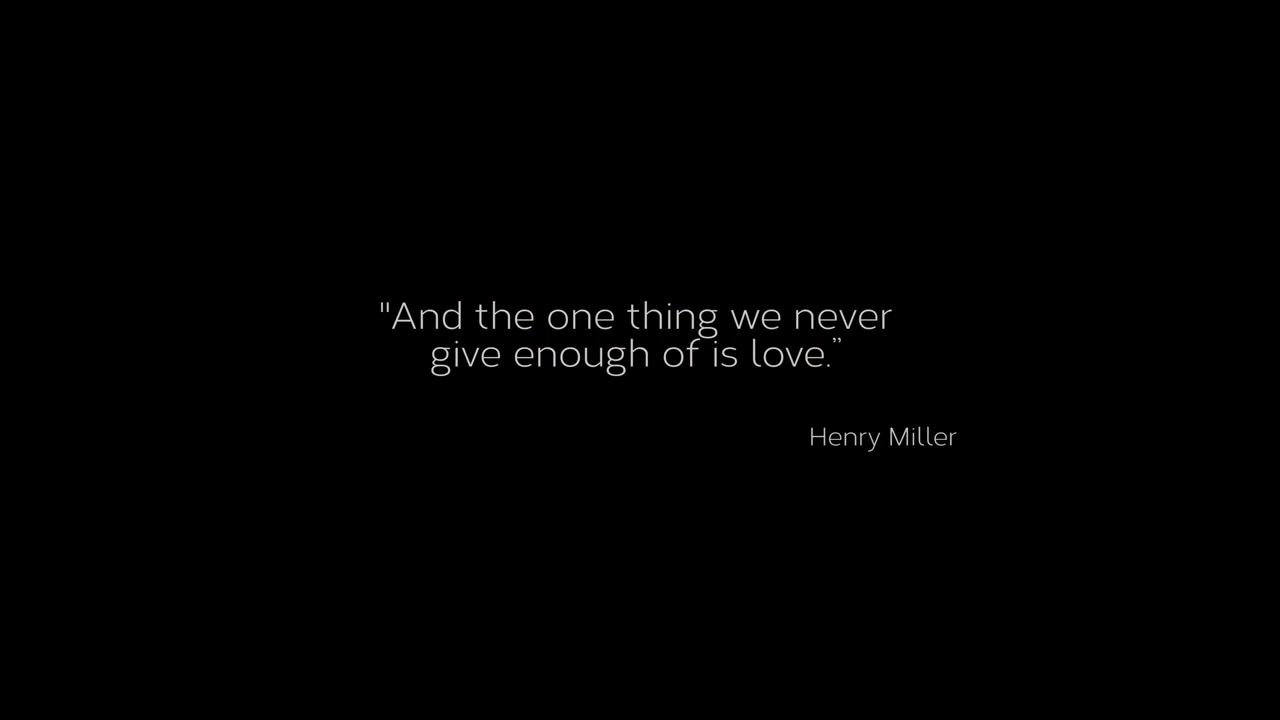 "And the one thing we never
give enough of is love.”
Henry Miller